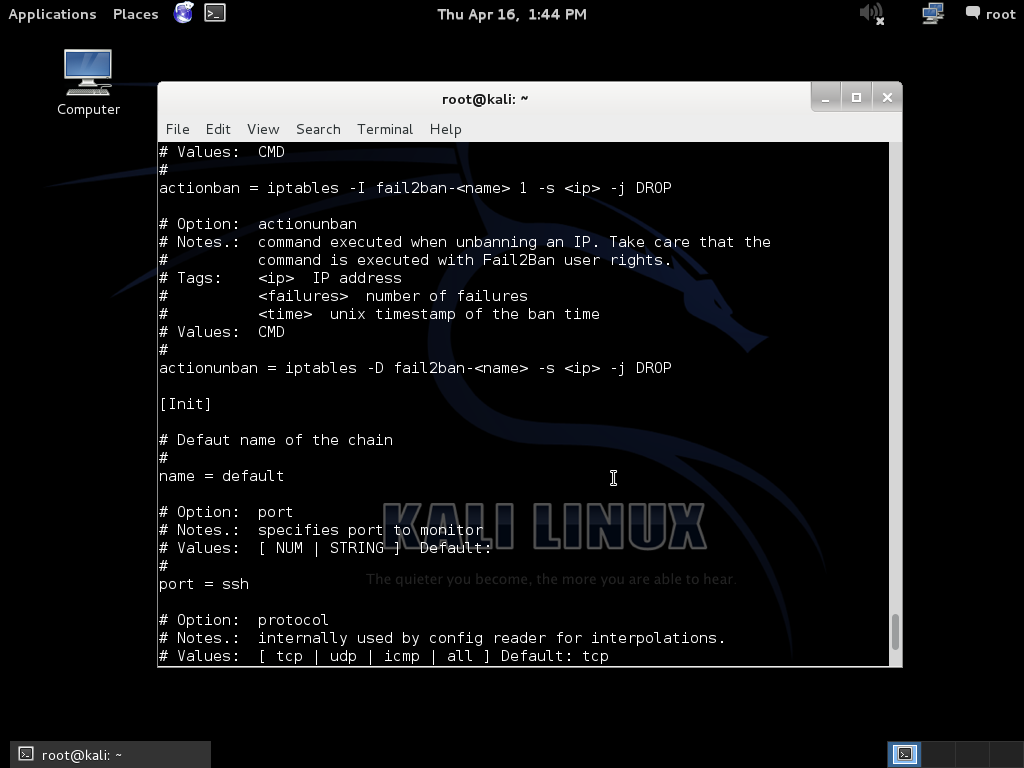 Applications Places Thu Apr 16, 1:44 PM root
Computer
root@kali: ~
File Edit View Search Terminal Help
# Values:  CMD
#
actionban = iptables -I fail2ban-<name> 1 -s <ip> -j DROP
# Option:  actionunban
# Notes.:  command executed when unbanning an IP. Take care that the
#          command is executed with Fail2Ban user rights.
# Tags:    <ip>  IP address
#          <failures>  number of failures
#          <time>  unix timestamp of the ban time
# Values:  CMD
#
actionunban = iptables -D fail2ban-<name> -s <ip> -j DROP
[Init]
# Defaut name of the chain
#
name = default
# Option:  port
# Notes.:  specifies port to monitor
# Values:  [ NUM | STRING ]  Default:
#
port = ssh
# Option:  protocol
# Notes.:  internally used by config reader for interpolations.
# Values:  [ tcp | udp | icmp | all ] Default: tcp
KALI LINUX
The quieter you become, the more you are able to hear.
root@kali: ~